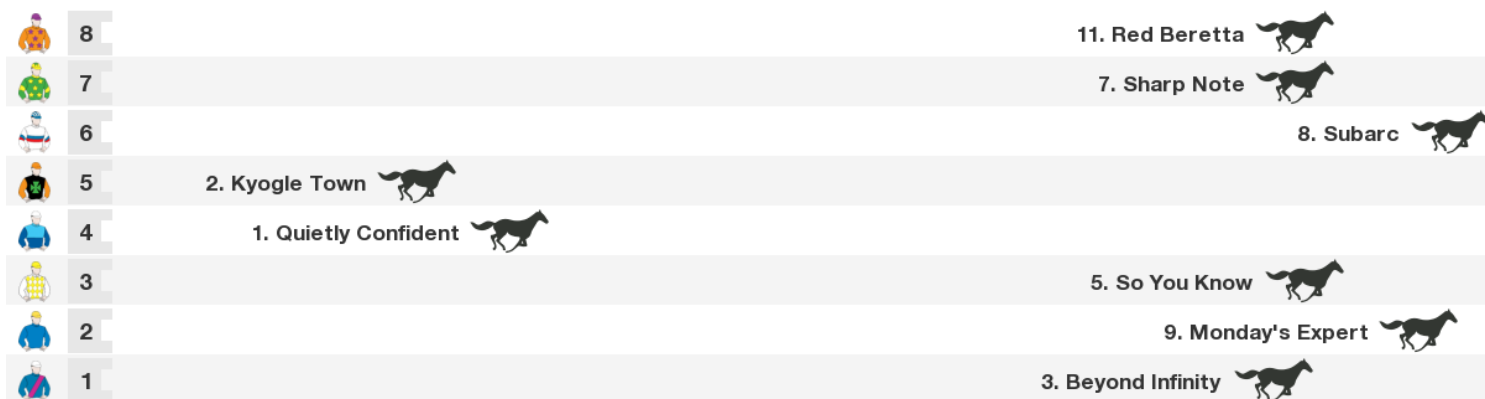 8 11. Red Beretta
7 7. Sharp Note
6 8. Subarc
5 2. Kyogle Town
4 1. Quietly Confident
3 5. So You Know
2 9. Monday's Expert
1 3. Beyond Infinity